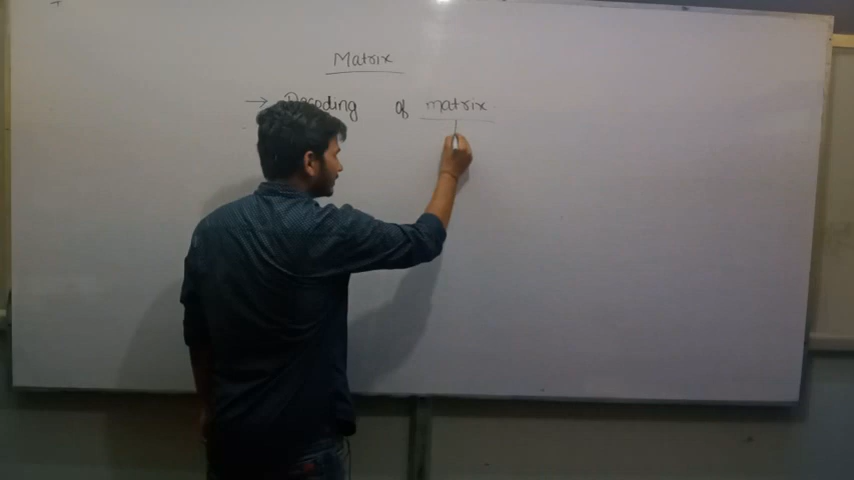 Matrix
→ Decoding of matrix